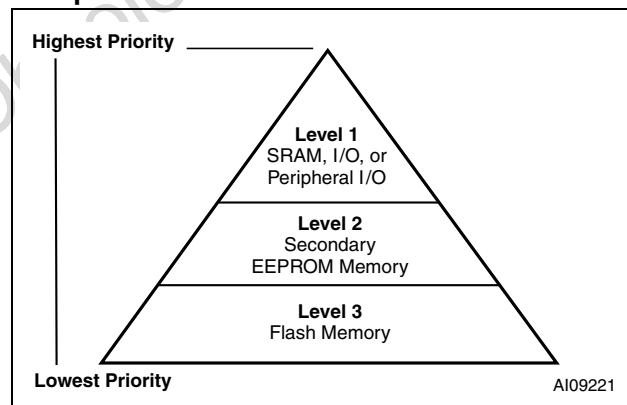 Highest Priority
Level 1
SRAM, I/O, or
Peripheral I/O
Level 2
Secondary
EEPROM Memory
Level 3
Flash Memory
Lowest Priority
AI09221